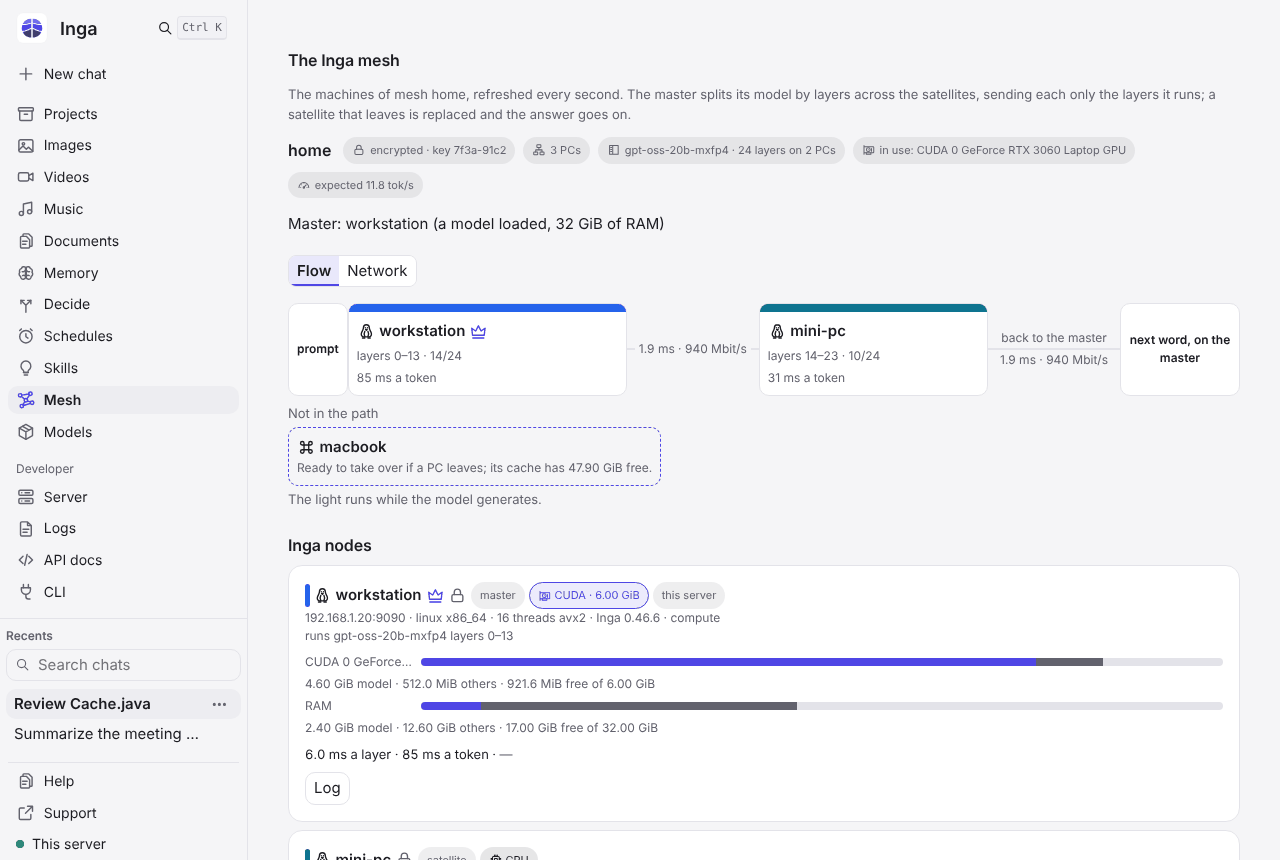 Inga
Ctrl K
New chat
Projects
Images
Videos
Music
Documents
Memory
Decide
Schedules
Skills
Mesh
Models
Developer
Server
Logs
API docs
CLI
Recents
Search chats
Review Cache.java
Summarize the meeting ...
Help
Support
This server
The Inga mesh
The machines of mesh home, refreshed every second. The master splits its model by layers across the satellites, sending each only the layers it runs; a
satellite that leaves is replaced and the answer goes on.
home
encrypted · key 7f3a-91c2
3 PCs
gpt-oss-20b-mxfp4 · 24 layers on 2 PCs
in use: CUDA 0 GeForce RTX 3060 Laptop GPU
expected 11.8 tok/s
Master: workstation (a model loaded, 32 GiB of RAM)
Flow
Network
prompt
workstation
layers 0–13 · 14/24
85 ms a token
1.9 ms · 940 Mbit/s
mini-pc
layers 14–23 · 10/24
31 ms a token
back to the master
1.9 ms · 940 Mbit/s
next word, on the
master
Not in the path
macbook
Ready to take over if a PC leaves; its cache has 47.90 GiB free.
The light runs while the model generates.
Inga nodes
workstation
master
CUDA · 6.00 GiB
this server
192.168.1.20:9090 · linux x86_64 · 16 threads avx2 · Inga 0.46.6 · compute
runs gpt-oss-20b-mxfp4 layers 0–13
CUDA 0 GeForce...
4.60 GiB model · 512.0 MiB others · 921.6 MiB free of 6.00 GiB
RAM
2.40 GiB model · 12.60 GiB others · 17.00 GiB free of 32.00 GiB
6.0 ms a layer · 85 ms a token · —
Log
mini-pc
satellite
CPU